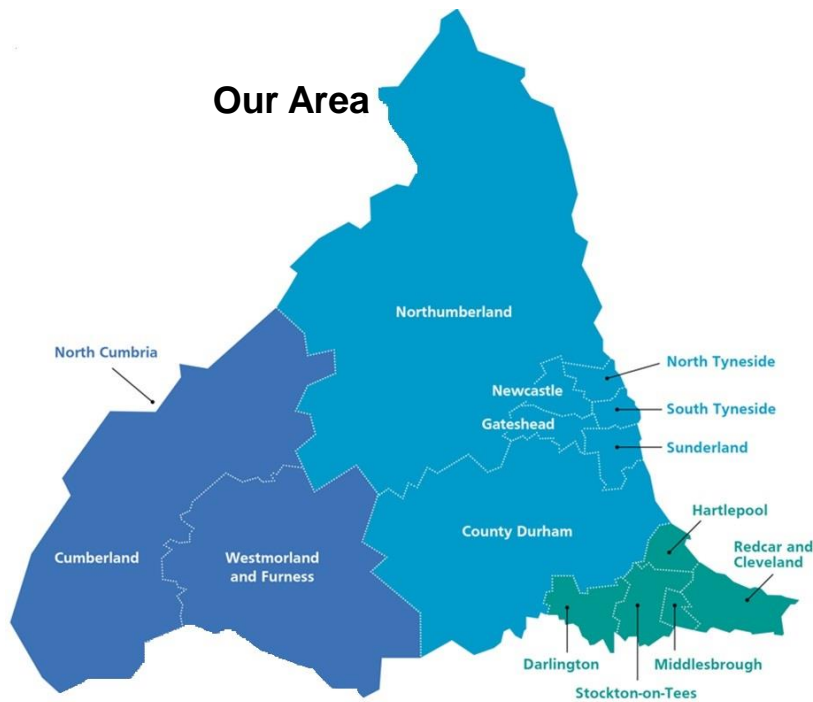 Our Area
Northumberland
North Cumbria
North Tyneside
Newcastle
South Tyneside
Gateshead
Sunderland
Hartlepool
County Durham
Redcar and
Cleveland
Cumberland
Westmorland
and Furness
Darlington
Middlesbrough
Stockton-on-Tees